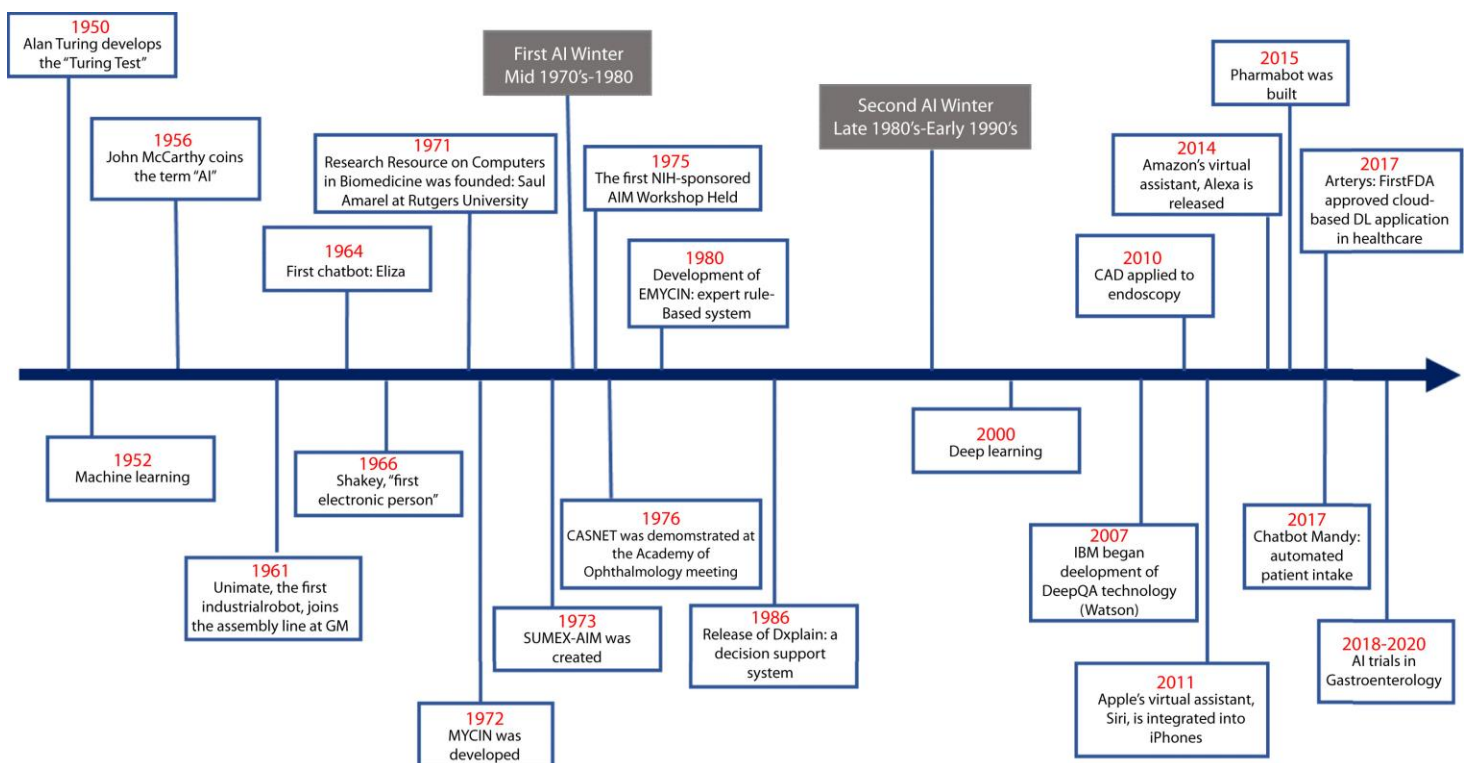 1950
Alan Turing develops
the “Turing Test”
First AI Winter
Mid 1970's-1980
2015
Pharmabot was
built
Second AI Winter
Late 1980's-Early 1990's
1956
John McCarthy coins
the term “AI”
1971
Research Resource on Computers
in Biomedicine was founded: Saul
Amarel at Rutgers University
1975
The first NIH-sponsored
AIM Workshop Held
2014
Amazon's virtual
assistant, Alexa is
released
2017
Arterys: FirstFDA
approved cloud-
based DL application
in healthcare
1964
First chatbot: Eliza
1980
Development of
EMYCIN: expert rule-
Based system
2010
CAD applied to
endoscopy
1952
Machine learning
1966
Shakey, “first
electronic person”
2000
Deep learning
1961
Unimate, the first
industrialrobot, joins
the assembly line at GM
1976
CASNET was demomstrated at
the Academy of
Ophthalmology meeting
2007
IBM began
deelopment of
DeepQA technology
(Watson)
2017
Chatbot Mandy:
automated
patient intake
1973
SUMEX-AIM was
created
1986
Release of Dxplain: a
decision support
system
2018-2020
AI trials in
Gastroenterology
1972
MYCIN was
developed
2011
Apple's virtual assistant,
Siri, is integrated into
iPhones